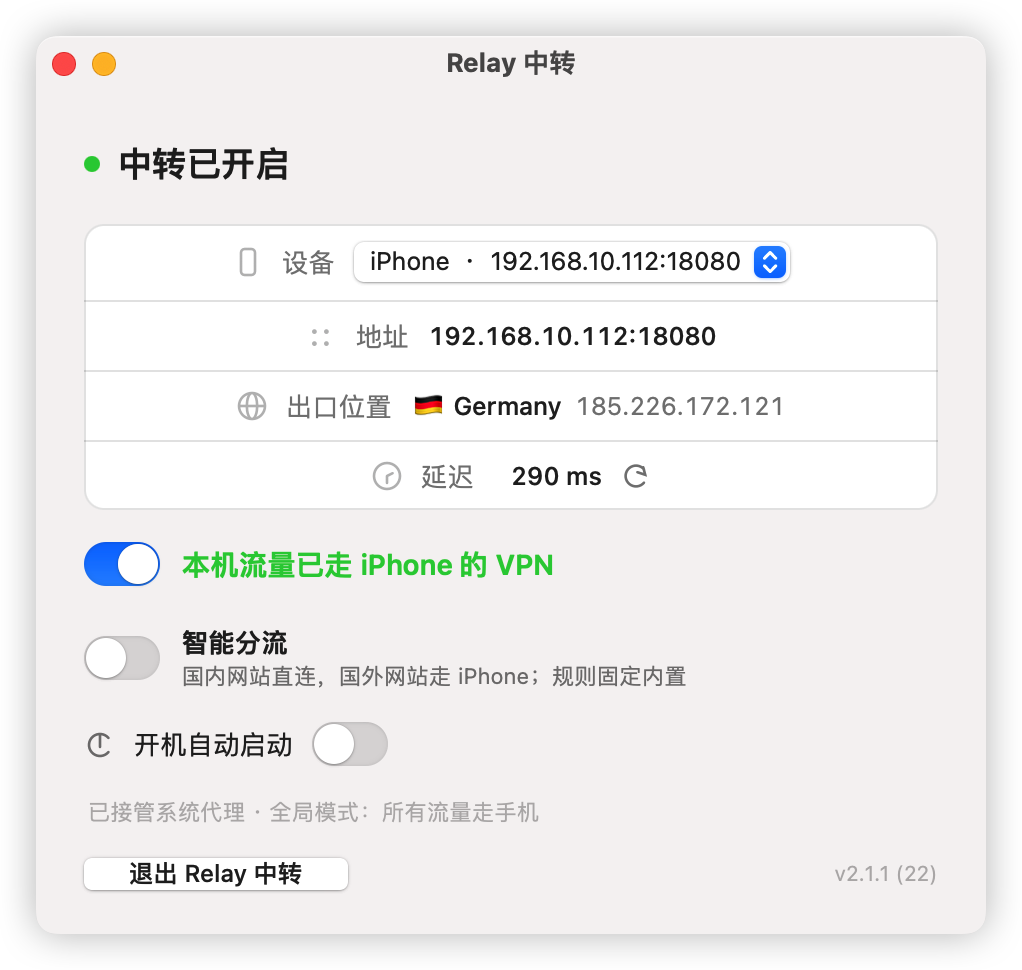 Relay 中转
中转已开启
设备 iPhone · 192.168.10.112:18080
地址 192.168.10.112:18080
出口位置 🇩🇪 Germany 185.226.172.121
延迟 290 ms
本机流量已走 iPhone 的 VPN
智能分流
国内网站直连，国外网站走 iPhone；规则固定内置
开机自动启动
已接管系统代理 · 全局模式：所有流量走手机
退出 Relay 中转 v2.1.1 (22)